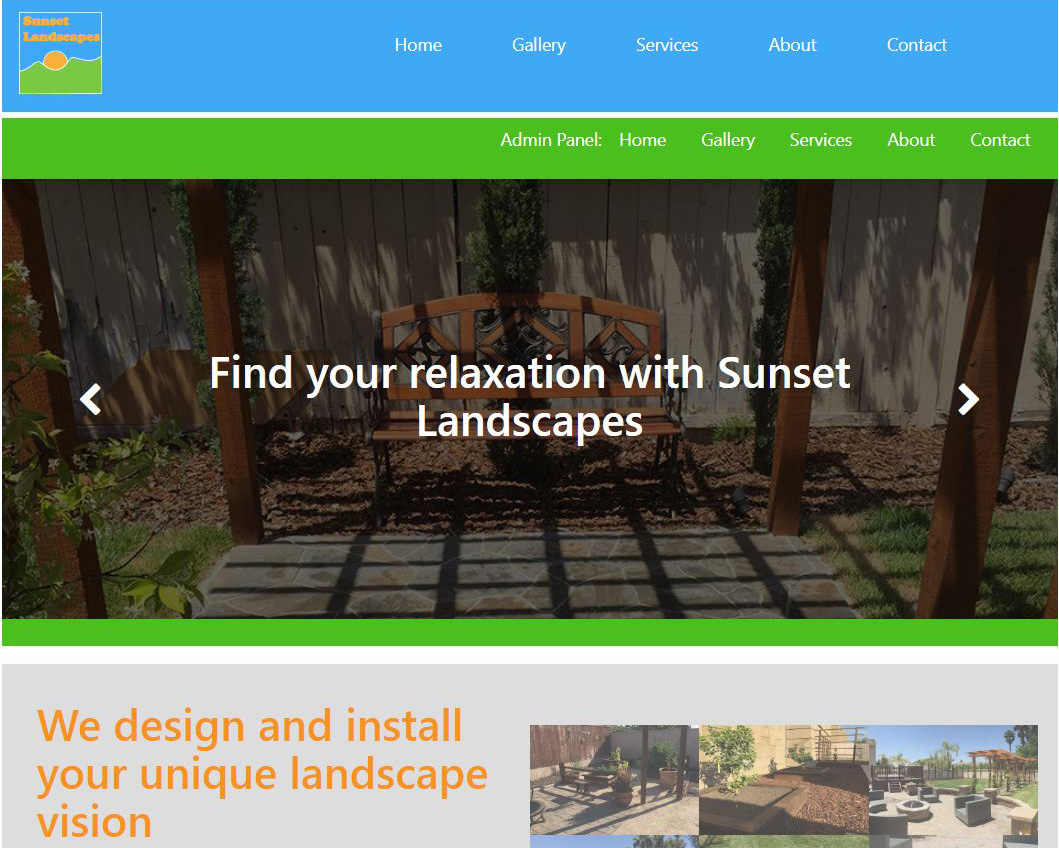 Sunset
Landscapes
Home Gallery Services About Contact
Admin Panel: Home Gallery Services About Contact
Find your relaxation with Sunset
Landscapes
We design and install
your unique landscape
vision